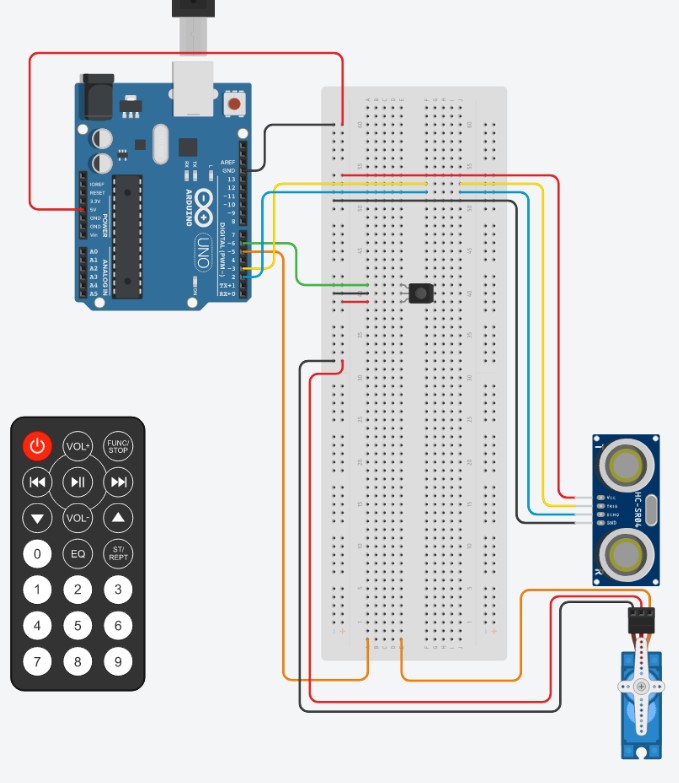 AREF
GND
13
12
~11
~10
~9
8
7
~6
~5
4
~3
2
TX→1
RX←0
DIGITAL (PWM~)
IOREF
RESET
3.3V
5V
GND
GND
Vin
POWER
A0
A1
A2
A3
A4
A5
ANALOG IN
L
TX
RX
ON
ARDUINO
UNO
VOL+
FUNC/
STOP
VOL-
0
EQ
ST/
REPT
1
2
3
4
5
6
7
8
9
T
Vcc
TRIG
ECHO
GND
HC-SR04
R